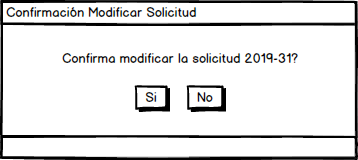 Confirmación Modificar Solicitud
Confirma modificar la solicitud 2019-31?
Si No